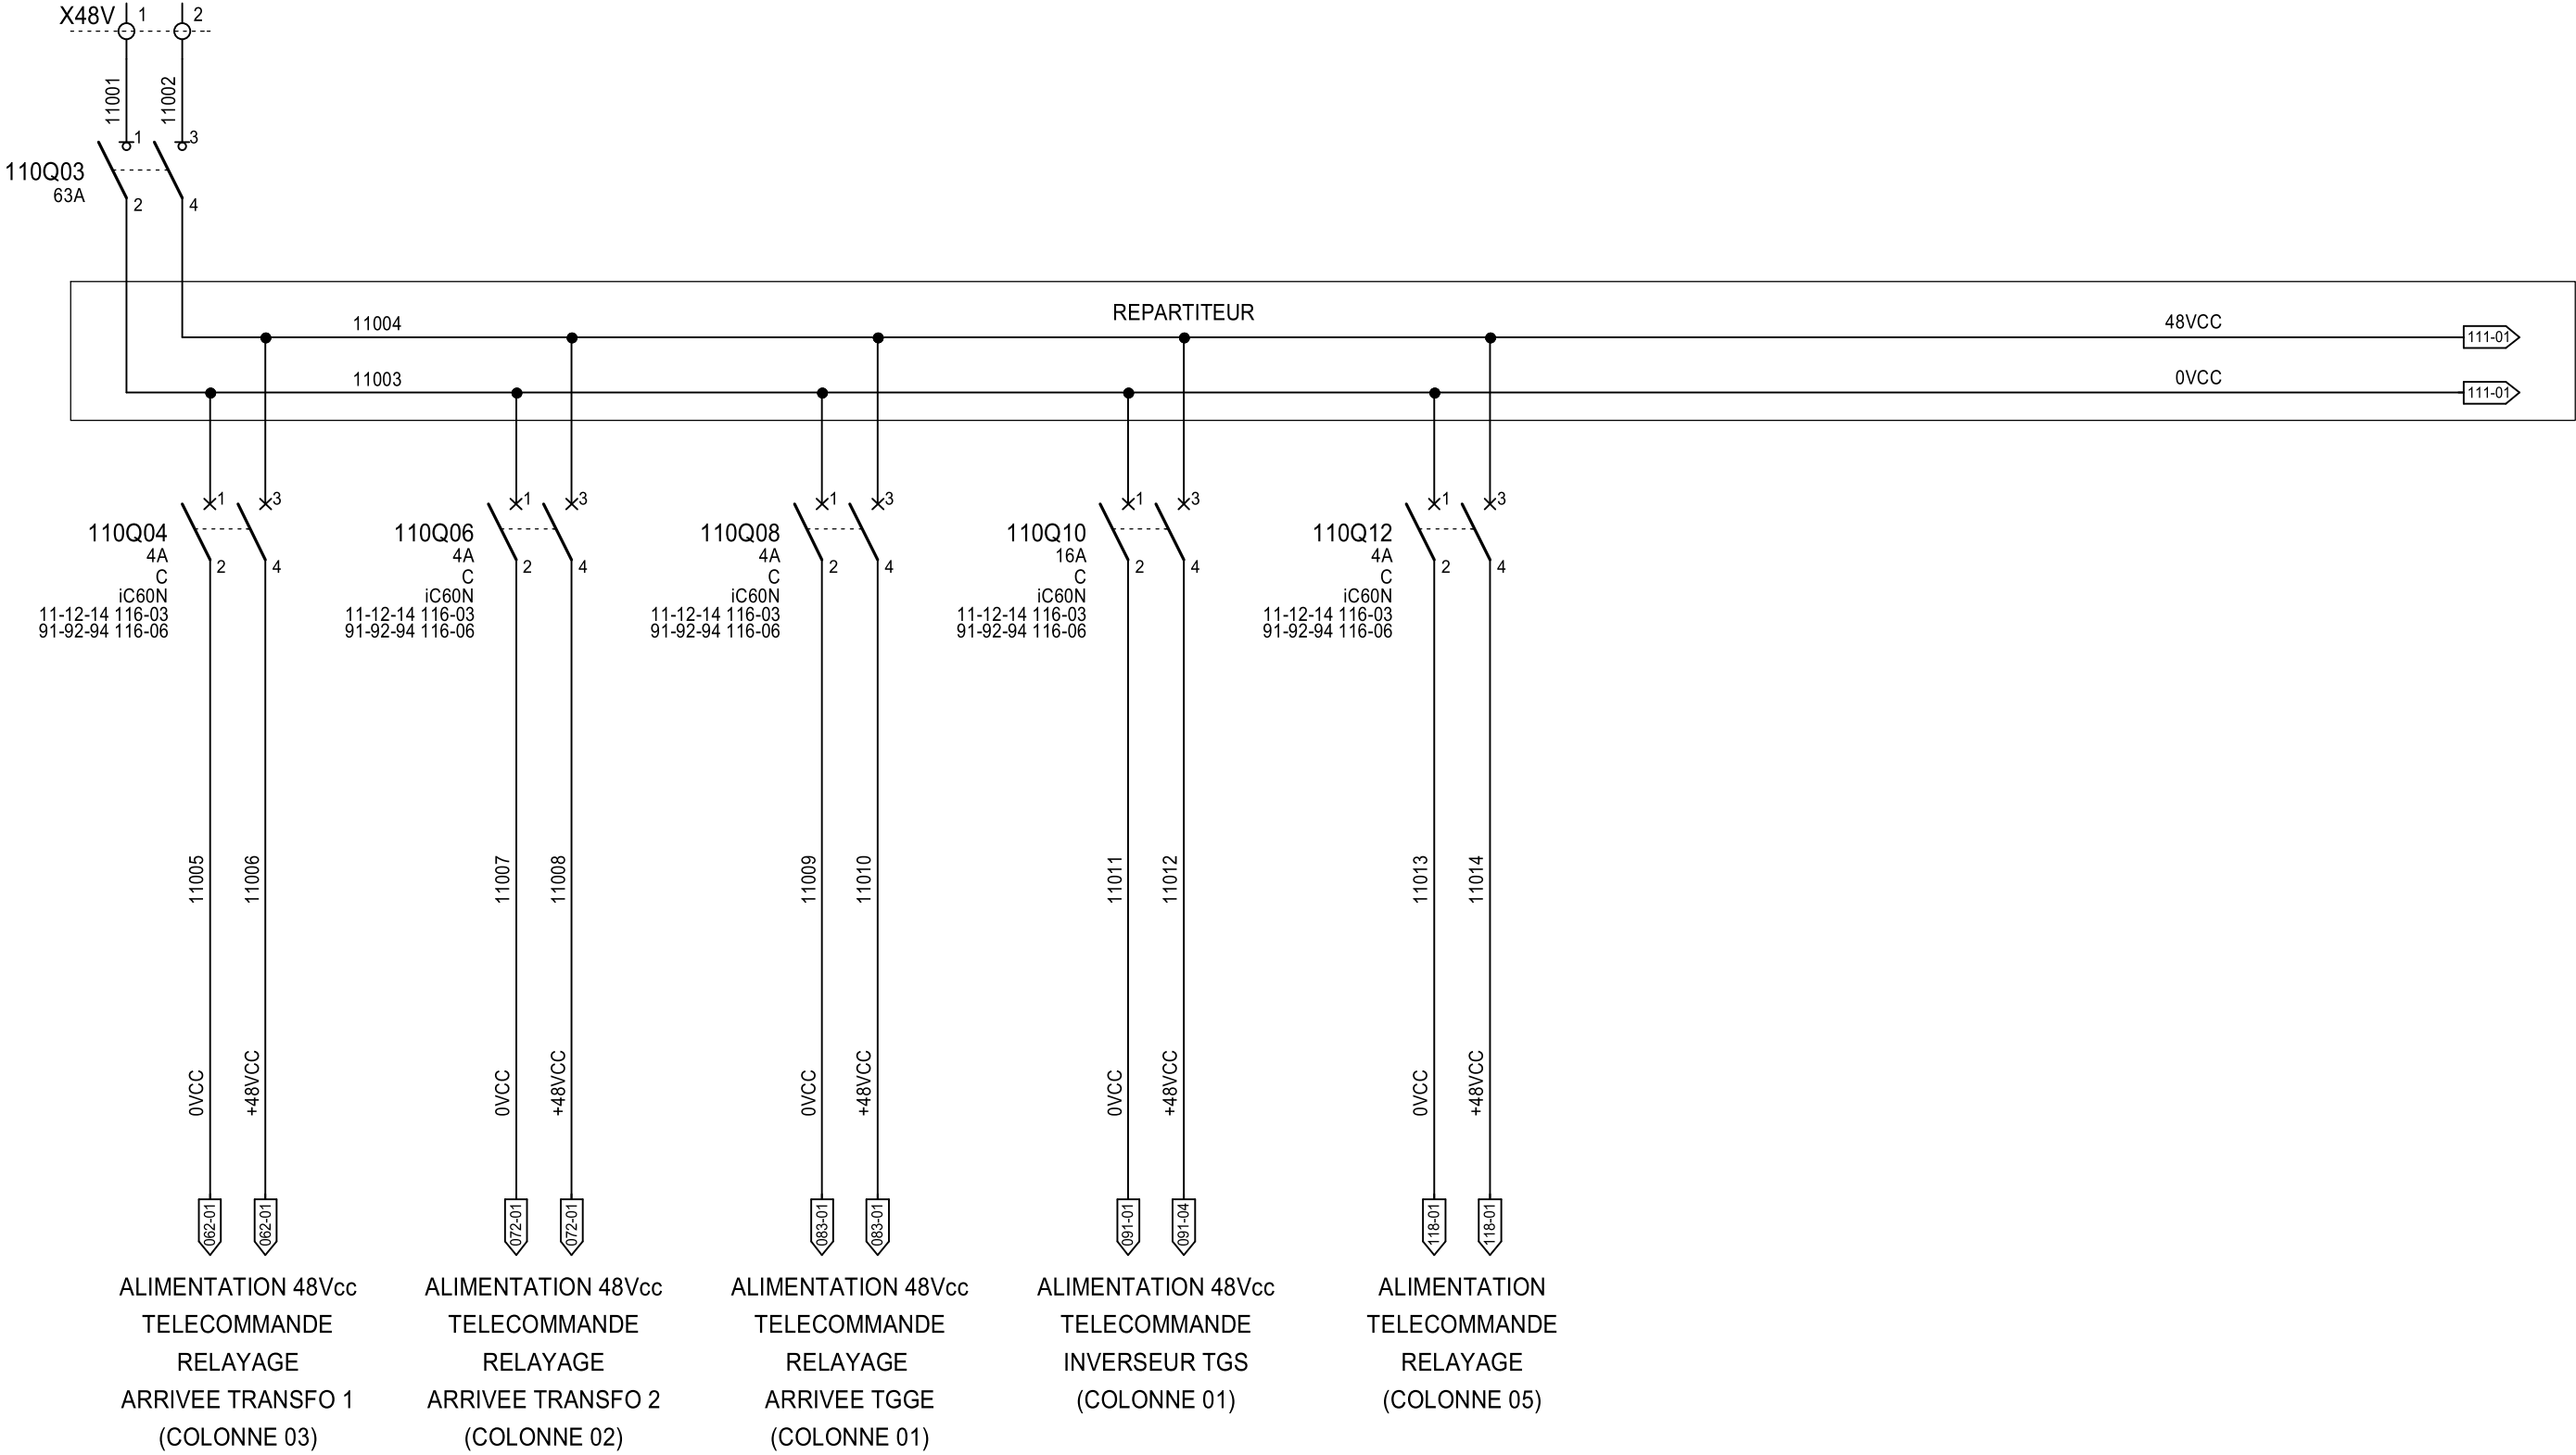 X48V 1 2
11001 11002
1 3
110Q03
63A
2 4
REPARTITEUR
11004 48VCC 111-01
11003 0VCC 111-01
1 3 1 3 1 3 1 3 1 3
110Q04 110Q06 110Q08 110Q10 110Q12
4A 4A 4A 16A 4A
2 4 2 4 2 4 2 4 2 4
C C C C C
iC60N iC60N iC60N iC60N iC60N
11-12-14 116-03 11-12-14 116-03 11-12-14 116-03 11-12-14 116-03 11-12-14 116-03
91-92-94 116-06 91-92-94 116-06 91-92-94 116-06 91-92-94 116-06 91-92-94 116-06
11005 11006 11007 11008 11009 11010 11011 11012 11013 11014
0VCC +48VCC 0VCC +48VCC 0VCC +48VCC 0VCC +48VCC 0VCC +48VCC
062-01 062-01 072-01 072-01 083-01 083-01 091-01 091-04 118-01 118-01
ALIMENTATION 48Vcc
TELECOMMANDE
RELAYAGE
ARRIVEE TRANSFO 1
(COLONNE 03)
ALIMENTATION 48Vcc
TELECOMMANDE
RELAYAGE
ARRIVEE TRANSFO 2
(COLONNE 02)
ALIMENTATION 48Vcc
TELECOMMANDE
RELAYAGE
ARRIVEE TGGE
(COLONNE 01)
ALIMENTATION 48Vcc
TELECOMMANDE
INVERSEUR TGS
(COLONNE 01)
ALIMENTATION
TELECOMMANDE
RELAYAGE
(COLONNE 05)